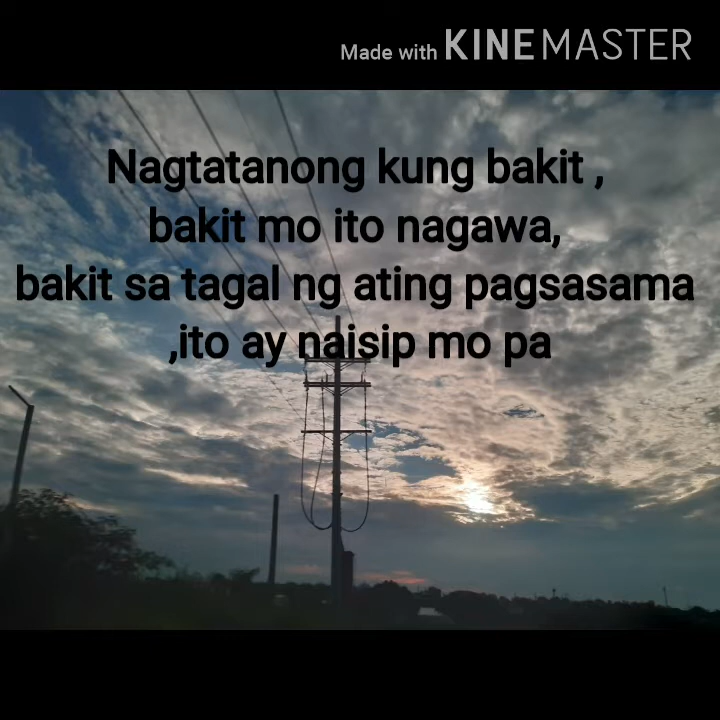 Made with KINEMASTER
Nagtatanong kung bakit ,
bakit mo ito nagawa,
bakit sa tagal ng ating pagsasama
,ito ay naisip mo pa